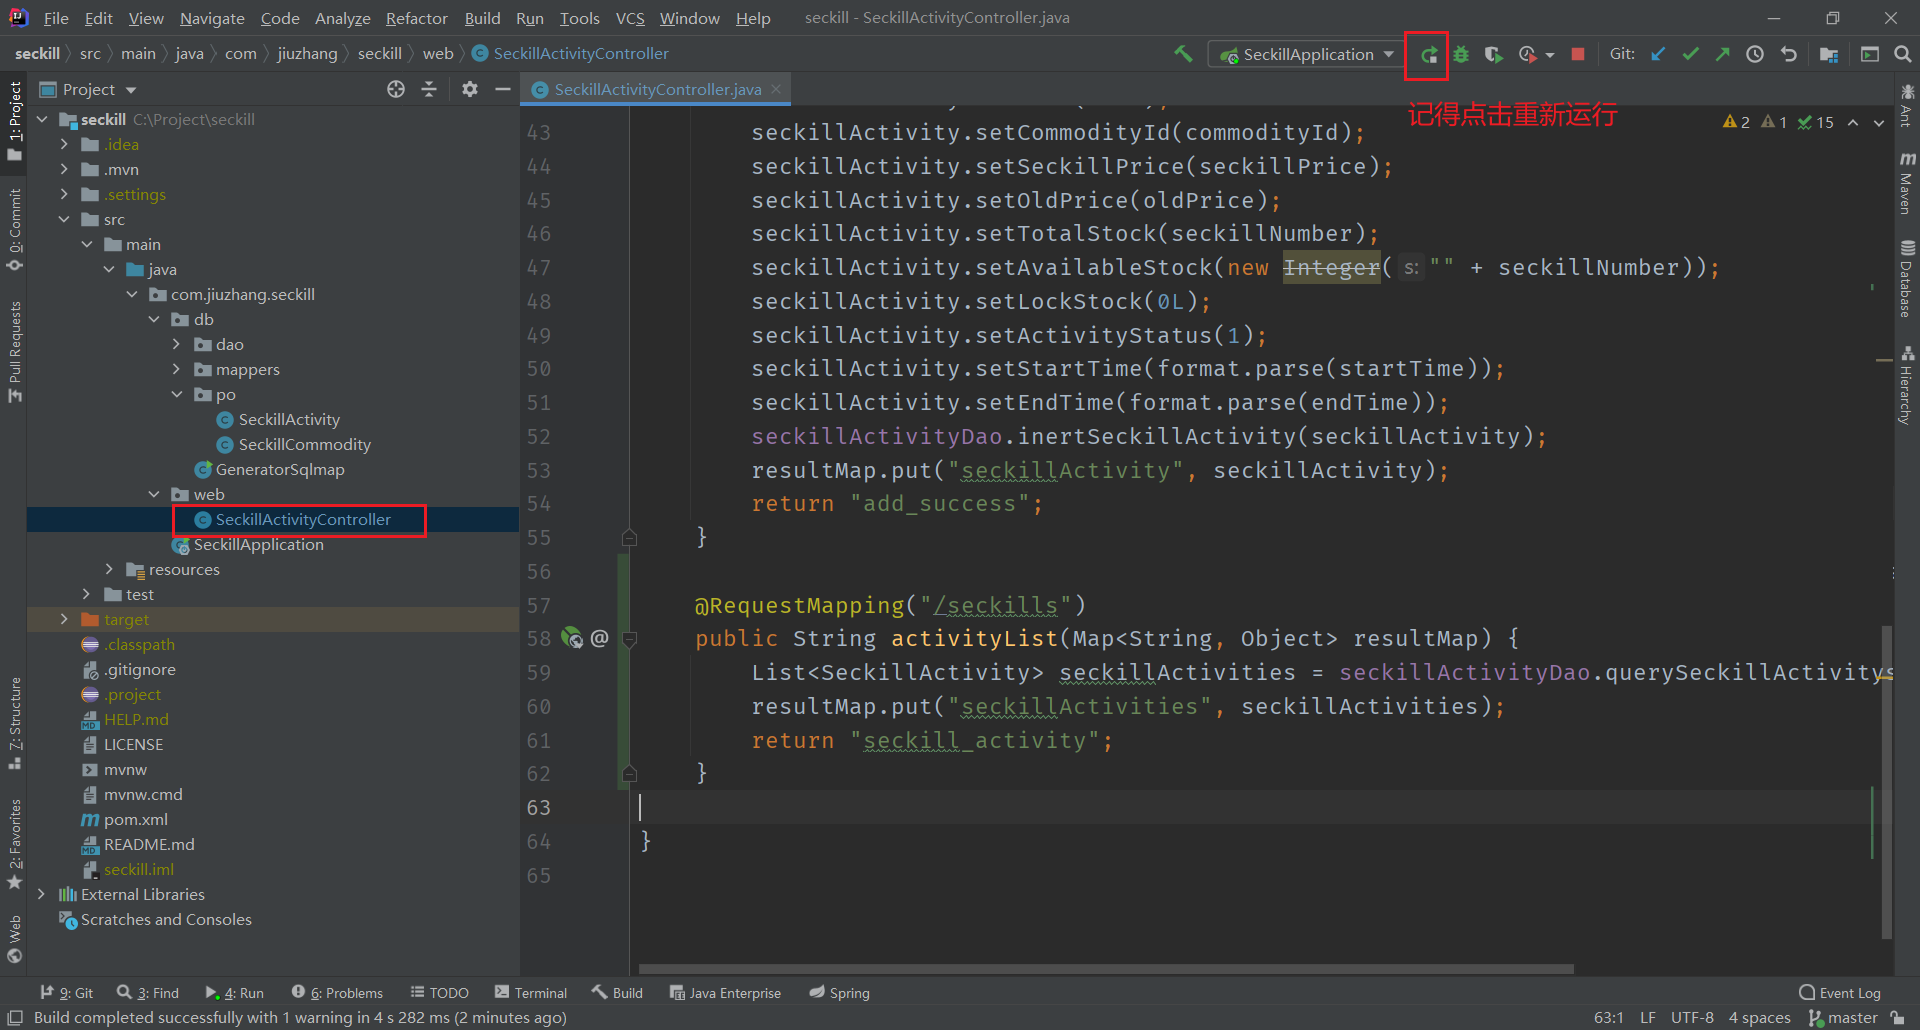 File Edit View Navigate Code Analyze Refactor Build Run Tools VCS Window Help seckill - SeckillActivityController.java
seckill src main java com jiuzhang seckill web SeckillActivityController SeckillApplication Git:
Project SeckillActivityController.java
记得点击重新运行
2 1 15
1: Project
0: Commit
Pull Requests
7: Structure
2: Favorites
Web
seckill C:\Project\seckill
.idea
.mvn
.settings
src
main
java
com.jiuzhang.seckill
db
dao
mappers
po
SeckillActivity
SeckillCommodity
GeneratorSqlmap
web
SeckillActivityController
SeckillApplication
resources
test
target
.classpath
.gitignore
.project
HELP.md
LICENSE
mvnw
mvnw.cmd
pom.xml
README.md
seckill.iml
External Libraries
Scratches and Consoles
43 seckillActivity.setCommodityId(commodityId);
44 seckillActivity.setSeckillPrice(seckillPrice);
45 seckillActivity.setOldPrice(oldPrice);
46 seckillActivity.setTotalStock(seckillNumber);
47 seckillActivity.setAvailableStock(new Integer( s: "" + seckillNumber));
48 seckillActivity.setLockStock(0L);
49 seckillActivity.setActivityStatus(1);
50 seckillActivity.setStartTime(format.parse(startTime));
51 seckillActivity.setEndTime(format.parse(endTime));
52 seckillActivityDao.inertSeckillActivity(seckillActivity);
53 resultMap.put("seckillActivity", seckillActivity);
54 return "add_success";
55 }
56
57 @RequestMapping("/seckills")
58 @ public String activityList(Map<String, Object> resultMap) {
59 List<SeckillActivity> seckillActivities = seckillActivityDao.querySeckillActivitys
60 resultMap.put("seckillActivities", seckillActivities);
61 return "seckill_activity";
62 }
63
64 }
65
Ant
Maven
Database
Hierarchy
9: Git 3: Find 4: Run 6: Problems TODO Terminal Build Java Enterprise Spring Event Log
Build completed successfully with 1 warning in 4 s 282 ms (2 minutes ago) 63:1 LF UTF-8 4 spaces master